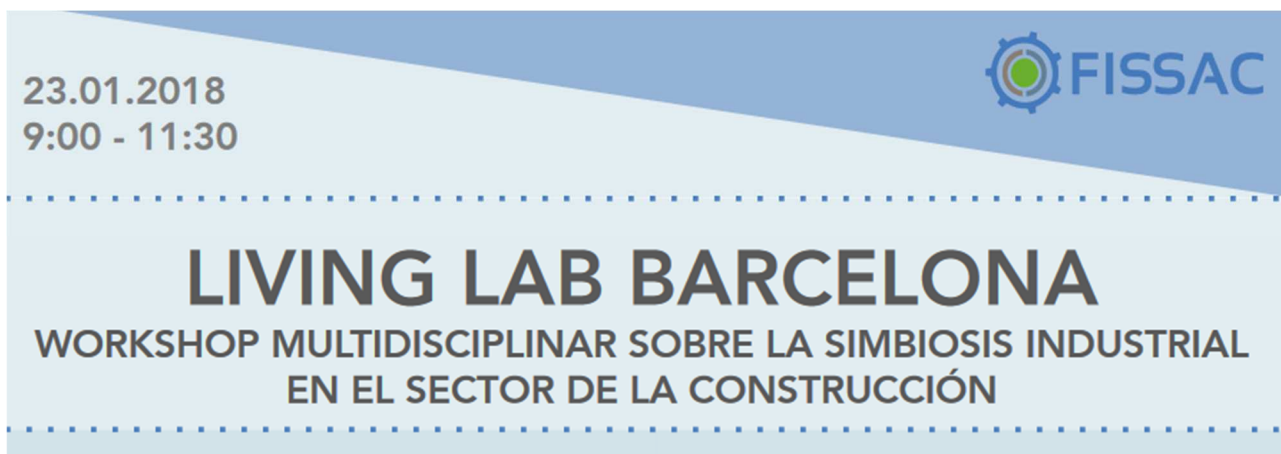 23.01.2018
9:00 - 11:30
FISSAC
LIVING LAB BARCELONA
WORKSHOP MULTIDISCIPLINAR SOBRE LA SIMBIOSIS INDUSTRIAL
EN EL SECTOR DE LA CONSTRUCCIÓN